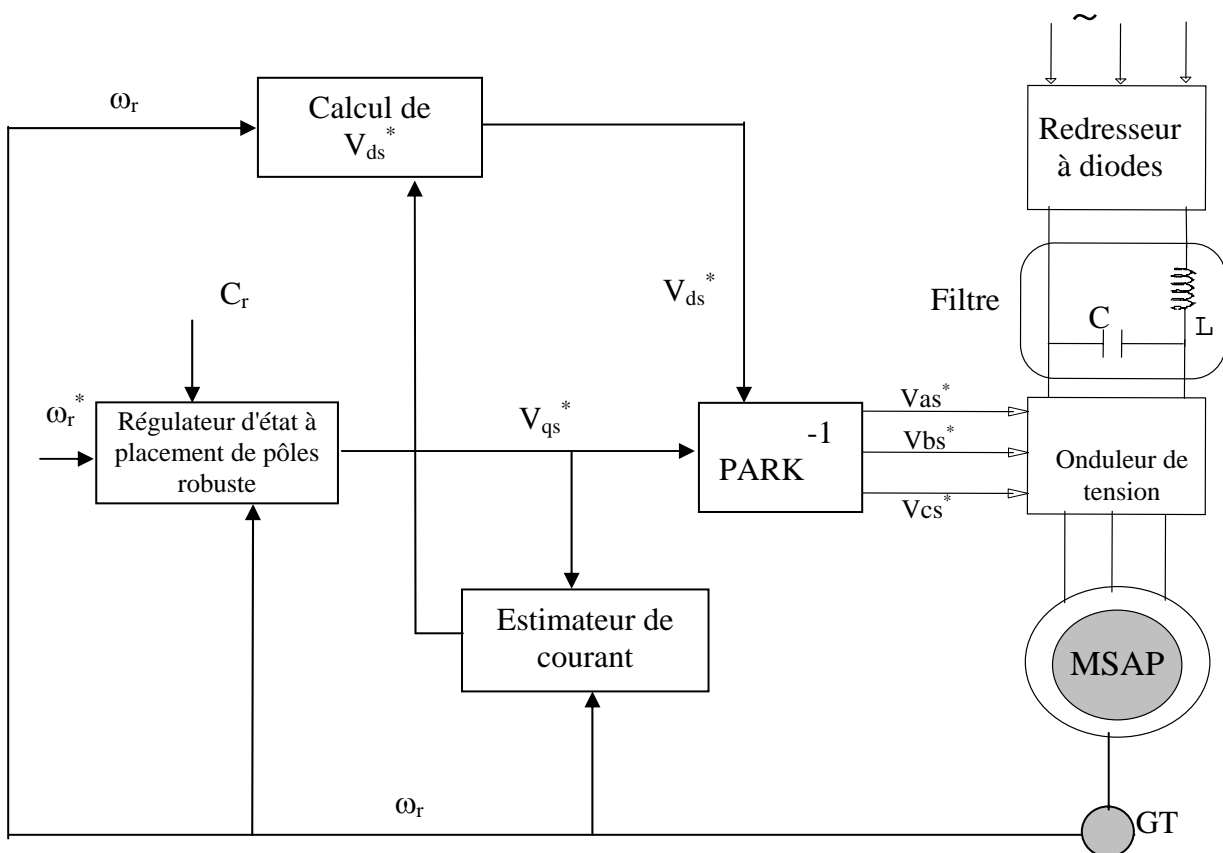 ~
ωr
Calcul de
Vds*
Redresseur
à diodes
Cr
Vds*
Filtre
C
L
ωr*
Régulateur d'état à
placement de pôles
robuste
Vqs*
PARK-1
Vas*
Vbs*
Vcs*
Onduleur de
tension
Estimateur de
courant
MSAP
ωr
GT